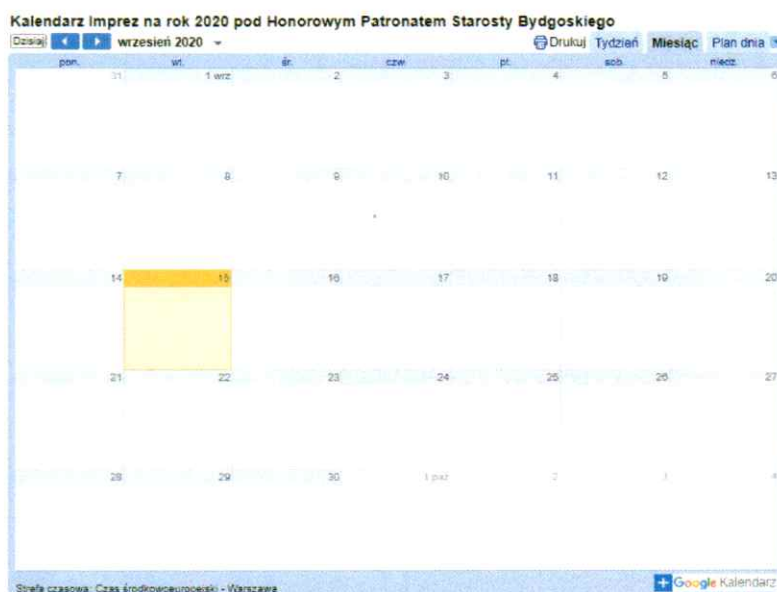 Kalendarz Imprez na rok 2020 pod Honorowym Patronatem Starosty Bydgoskiego
Dzisiaj wrzesień 2020 Drukuj Tydzień Miesiąc Plan dnia
pon. wt. śr. czw. pt. sob. niedz.
31 1 wrz 2 3 4 5 6
7 8 9 10 11 12 13
14 15 16 17 18 19 20
21 22 23 24 25 26 27
28 29 30 1 paź 2 3 4
Strefa czasowa: Czas środkowoeuropejski - Warszawa
Google Kalendarz